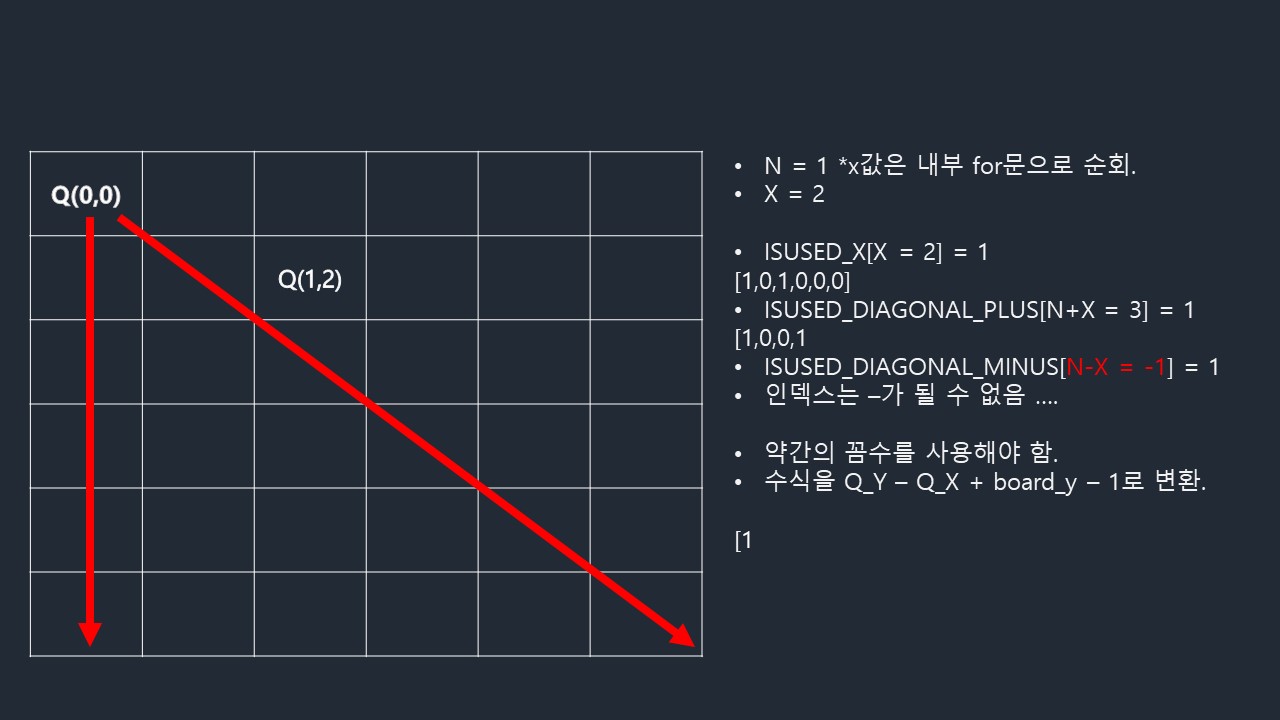 Q(0,0)
Q(1,2)
• N = 1 *x값은 내부 for문으로 순회.
• X = 2
• ISUSED_X[X = 2] = 1
[1,0,1,0,0,0]
• ISUSED_DIAGONAL_PLUS[N+X = 3] = 1
[1,0,0,1
• ISUSED_DIAGONAL_MINUS[N-X = -1] = 1
• 인덱스는 –가 될 수 없음 ....
• 약간의 꼼수를 사용해야 함.
• 수식을 Q_Y – Q_X + board_y – 1로 변환.
[1